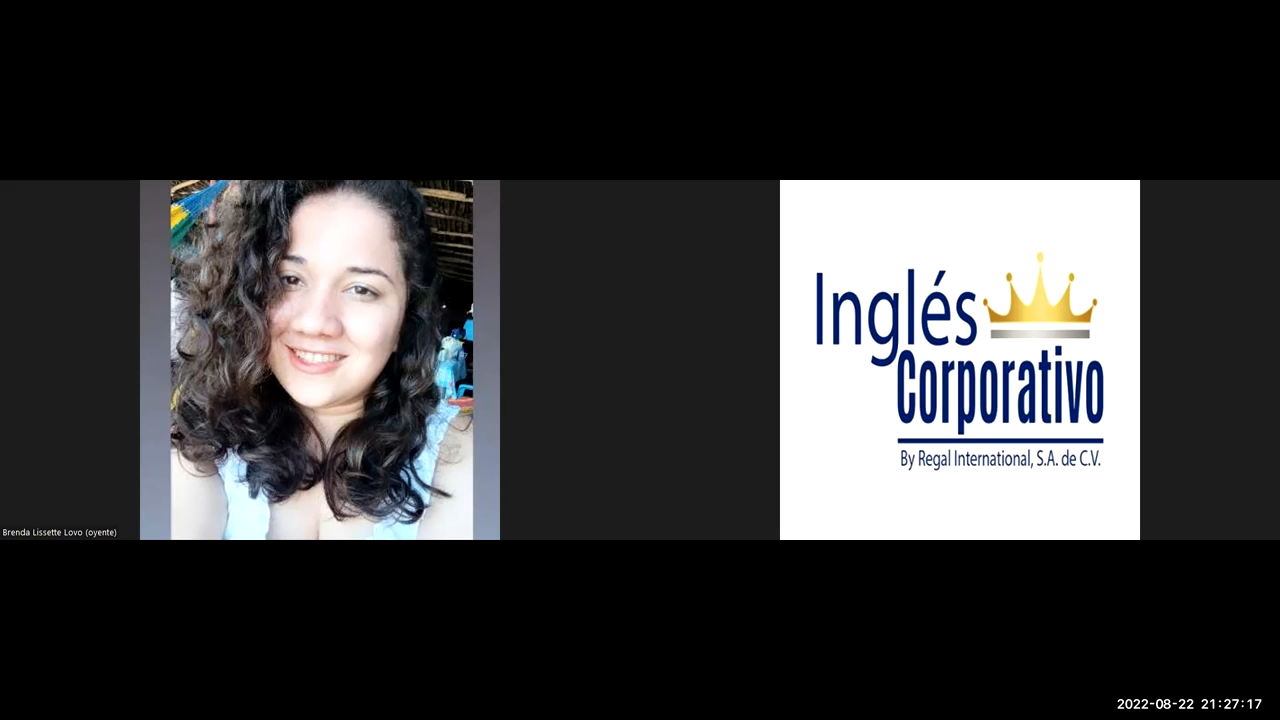 Inglés
Corporativo
By Regal International, S.A. de C.V.
Brenda Lissette Lovo (oyente)
2022-08-22 21:27:17